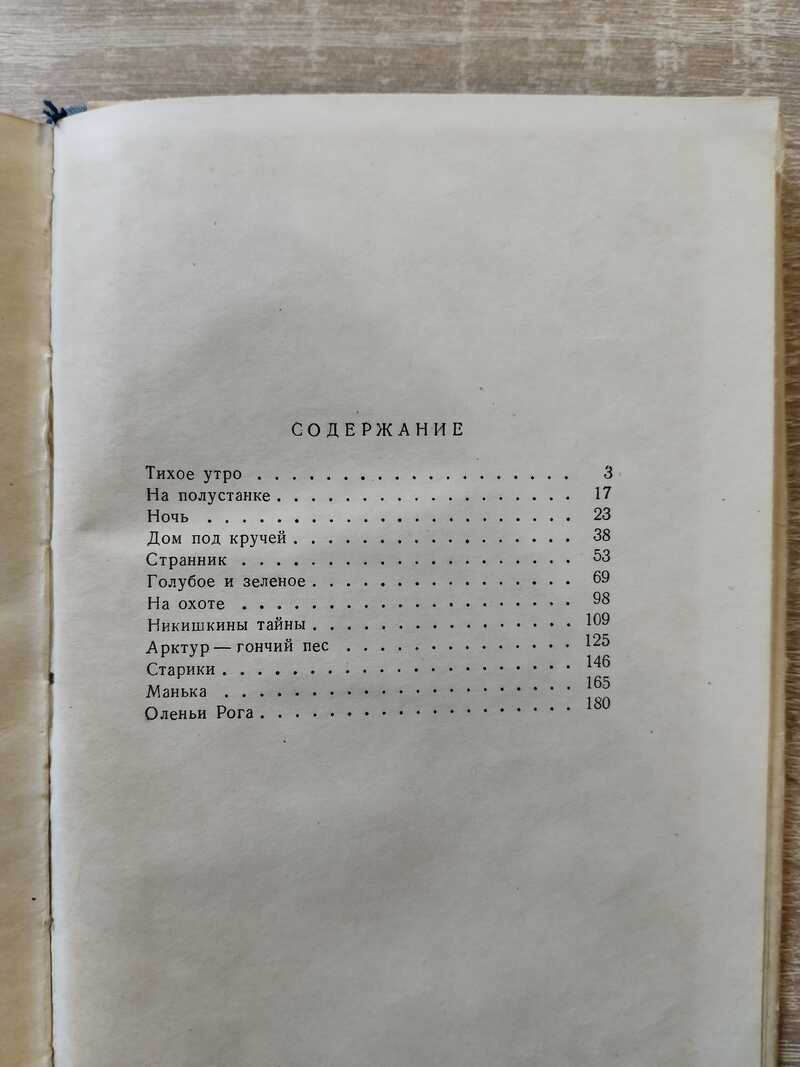 СОДЕРЖАНИЕ
Тихое утро . . . . . . . . . . . . . . . . . . . 3
На полустанке . . . . . . . . . . . . . . . . . . 17
Ночь . . . . . . . . . . . . . . . . . . . . . . 23
Дом под кручей . . . . . . . . . . . . . . . . . 38
Странник . . . . . . . . . . . . . . . . . . . . 53
Голубое и зеленое . . . . . . . . . . . . . . . . 69
На охоте . . . . . . . . . . . . . . . . . . . . 98
Никишкины тайны . . . . . . . . . . . . . . . . 109
Арктур — гончий пес . . . . . . . . . . . . . . 125
Старики . . . . . . . . . . . . . . . . . . . . . 146
Манька . . . . . . . . . . . . . . . . . . . . . 165
Оленьи Рога . . . . . . . . . . . . . . . . . . . 180